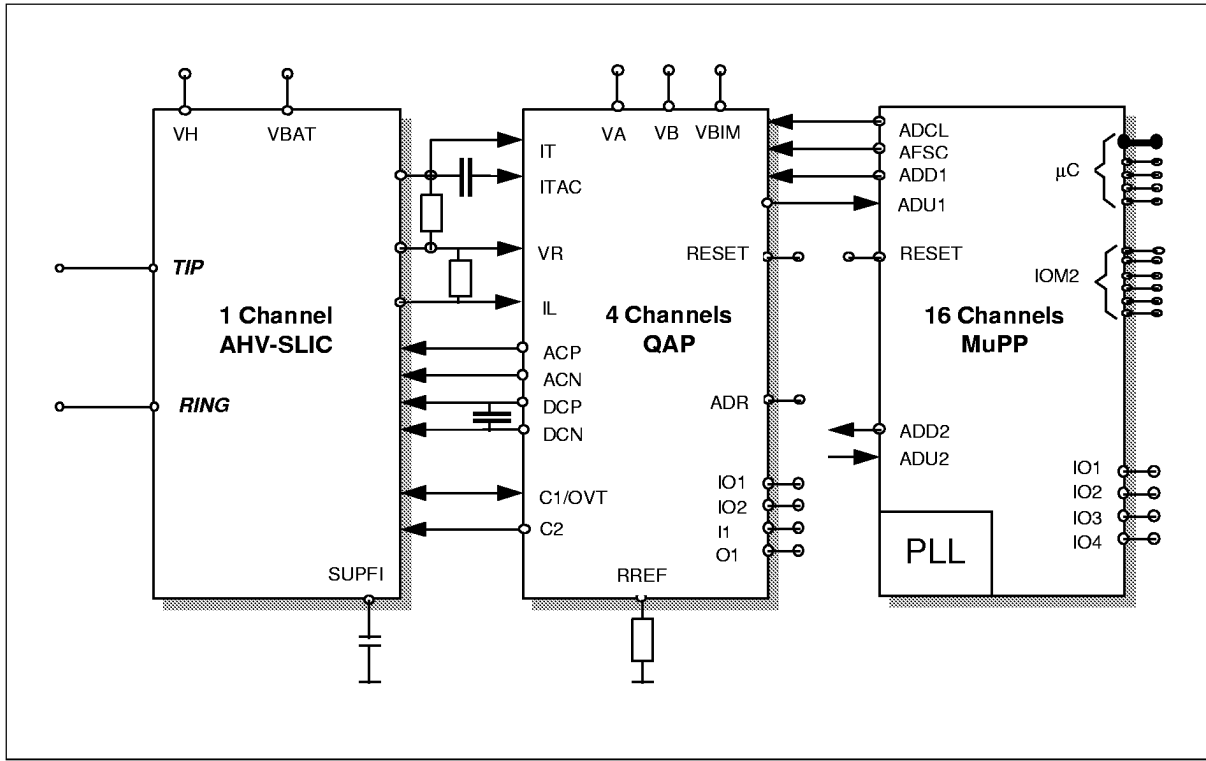 VH
VBAT
TIP
RING
1 Channel
AHV-SLIC
SUPFI
VA
VB
VBIM
IT
ITAC
VR
IL
ACP
ACN
DCP
DCN
C1/OVT
C2
4 Channels
QAP
RESET
ADR
IO1
IO2
I1
O1
RREF
ADCL
AFSC
ADD1
ADU1
RESET
16 Channels
MuPP
ADD2
ADU2
PLL
µC
IOM2
IO1
IO2
IO3
IO4